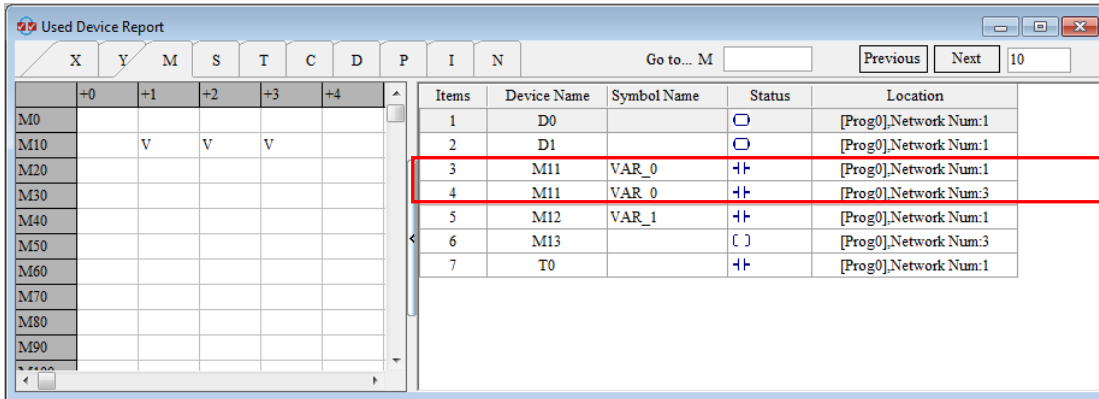 Used Device Report
X Y M S T C D P I N Go to... M Previous Next 10
+0 +1 +2 +3 +4
M0
M10 V V V
M20
M30
M40
M50
M60
M70
M80
M90
M100
Items Device Name Symbol Name Status Location
1 D0 [Prog0],Network Num:1
2 D1 [Prog0],Network Num:1
3 M11 VAR_0 [Prog0],Network Num:1
4 M11 VAR_0 [Prog0],Network Num:3
5 M12 VAR_1 [Prog0],Network Num:1
6 M13 [Prog0],Network Num:3
7 T0 [Prog0],Network Num:1